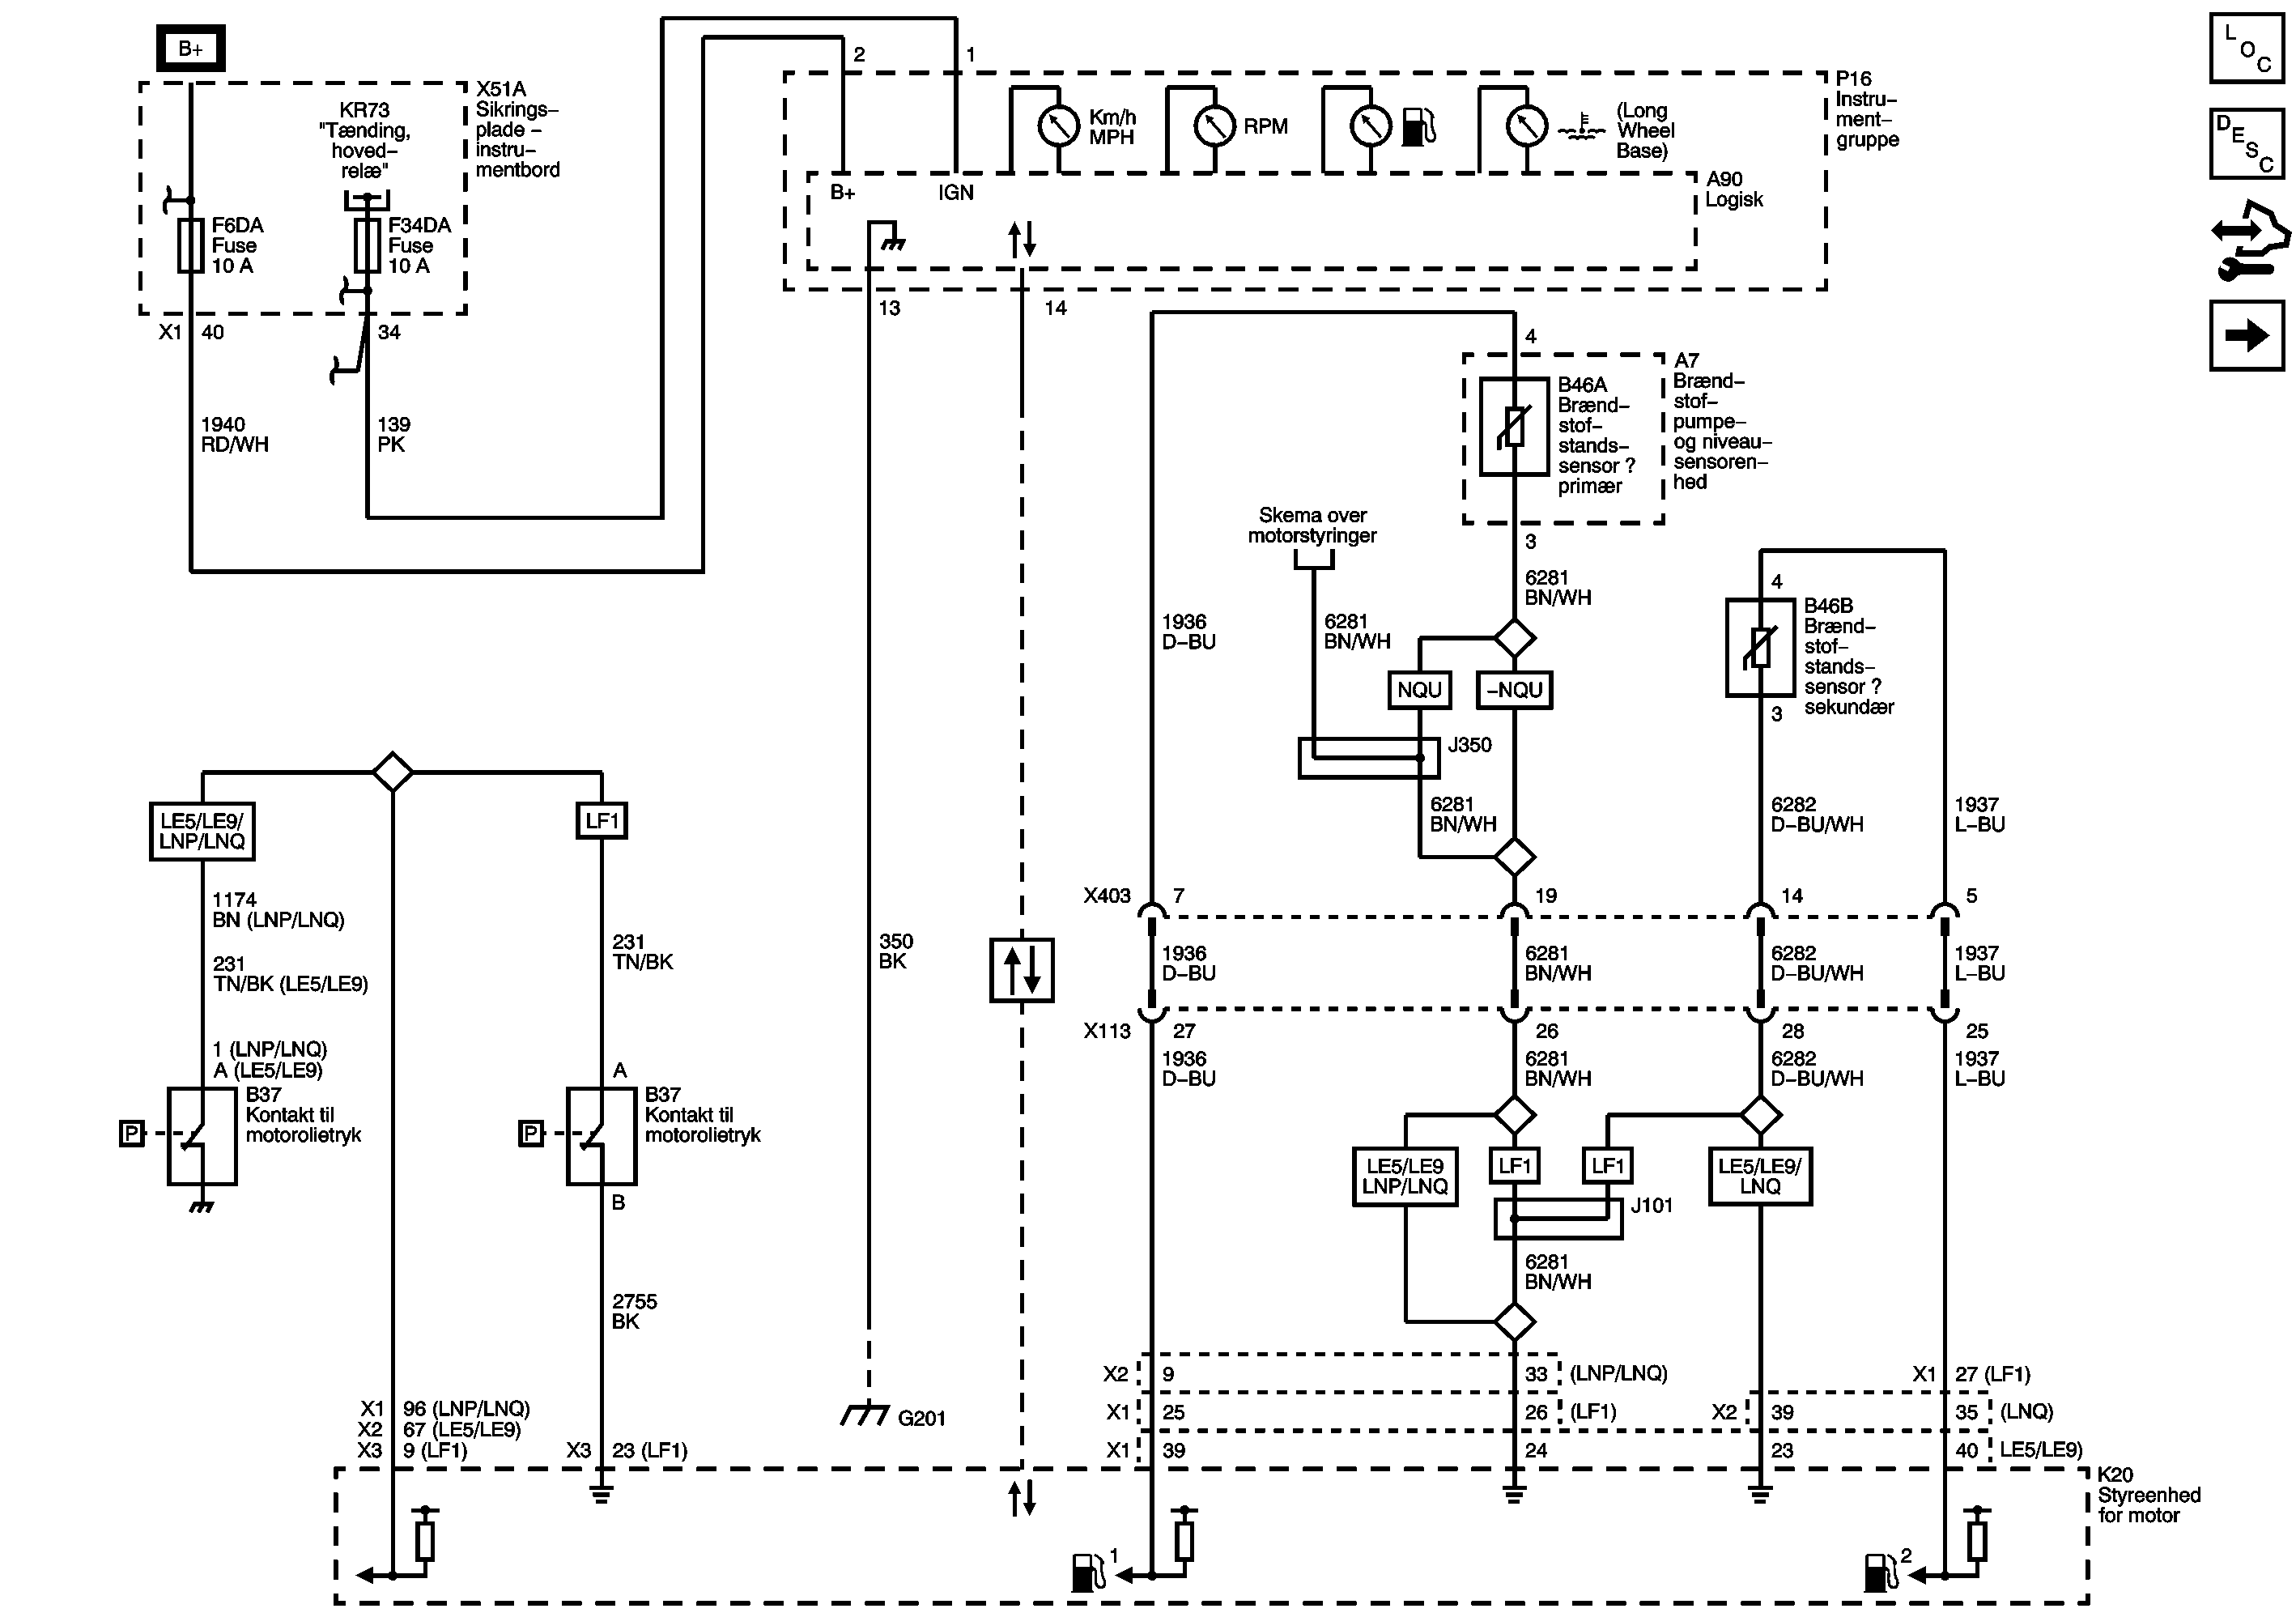 B+
X51A
Sikrings–
plade –
instru–
mentbord
KR73
"Tænding,
hoved–
relæ"
F6DA
Fuse
10 A
F34DA
Fuse
10 A
X1
40
34
1940
RD/WH
139
PK
2
1
P16
Instru–
ment–
gruppe
Km/h
MPH
RPM
(Long
Wheel
Base)
B+
IGN
A90
Logisk
13
14
L
O
C
D
E
S
C
4
A7
Brænd–
stof–
pumpe–
og niveau–
sensoren–
hed
B46A
Brænd–
stof–
stands–
sensor ?
primær
3
Skema over
motorstyringer
6281
BN/WH
1936
D–BU
6281
BN/WH
NQU
–NQU
J350
6281
BN/WH
4
B46B
Brænd–
stof–
stands–
sensor ?
sekundær
3
6282
D–BU/WH
1937
L–BU
X403
7
19
14
5
1936
D–BU
6281
BN/WH
6282
D–BU/WH
1937
L–BU
X113
27
26
28
25
1936
D–BU
6281
BN/WH
6282
D–BU/WH
1937
L–BU
LE5/LE9
LNP/LNQ
LF1
LF1
LE5/LE9/
LNQ
J101
6281
BN/WH
LE5/LE9/
LNP/LNQ
LF1
1174
BN (LNP/LNQ)
231
TN/BK (LE5/LE9)
231
TN/BK
350
BK
1 (LNP/LNQ)
A (LE5/LE9)
B37
Kontakt til
motorolietryk
P
A
B37
Kontakt til
motorolietryk
P
B
2755
BK
G201
X1 96 (LNP/LNQ)
X2 67 (LE5/LE9)
X3 9 (LF1)
X3 23 (LF1)
X2 9 33 (LNP/LNQ)
X1 27 (LF1)
X1 25 26 (LF1)
X2 39 35 (LNQ)
X1 39 24 23 40 LE5/LE9)
K20
Styreenhed
for motor
1
2